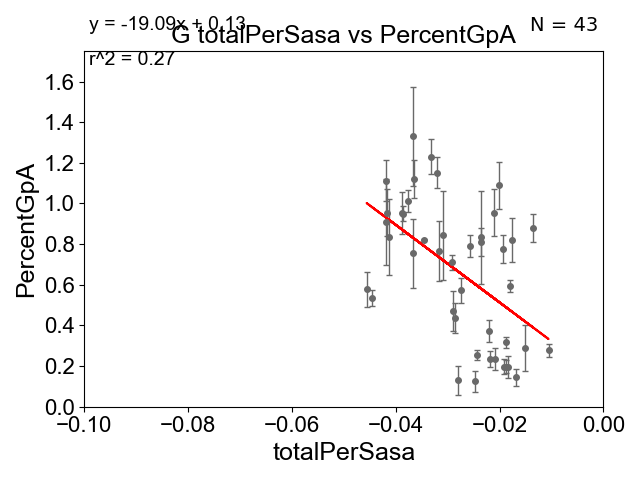 y = -19.09x + 0.13
G totalPerSasa vs PercentGpA
N = 43
r^2 = 0.27
PercentGpA
1.6
1.4
1.2
1.0
0.8
0.6
0.4
0.2
0.0
−0.10 −0.08 −0.06 −0.04 −0.02 0.00
totalPerSasa